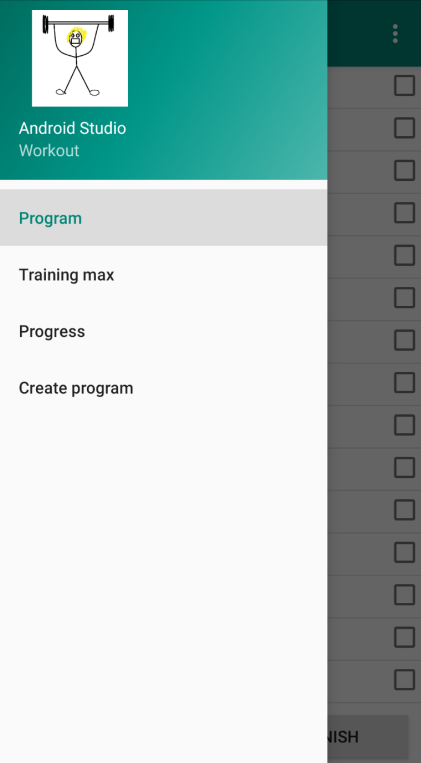 Android Studio
Workout
Program
Training max
Progress
Create program
NISH